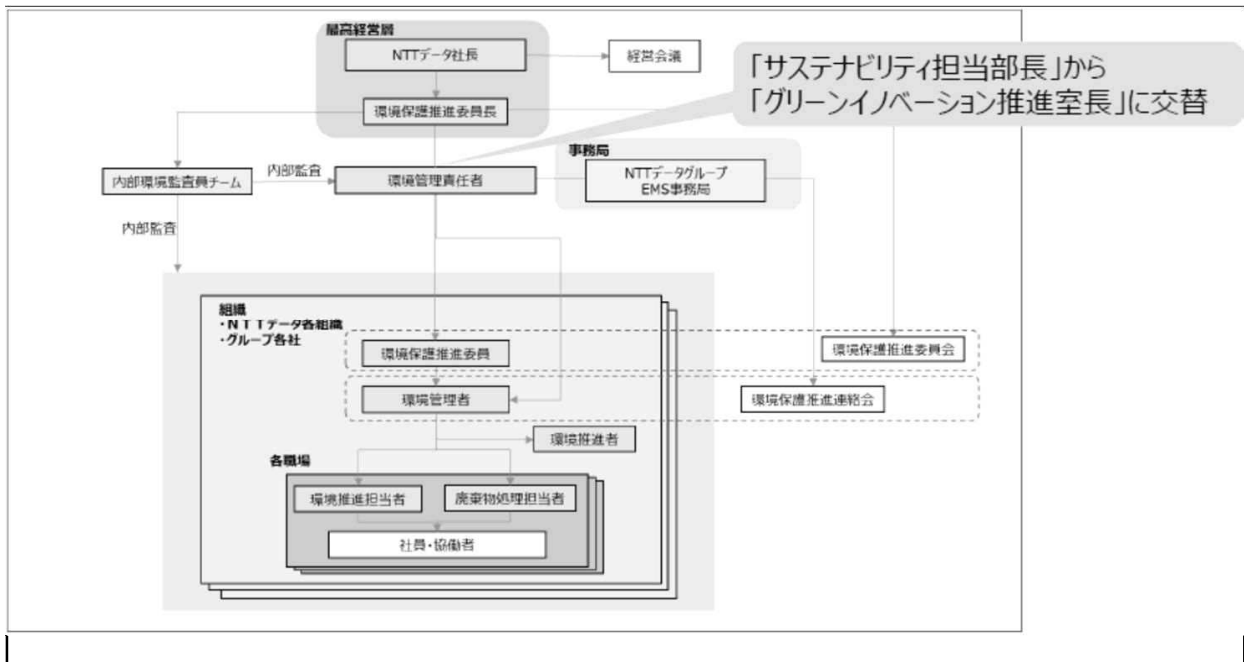 最高経営層
NTTデータ社長
経営会議
「サステナビリティ担当部長」から
「グリーンイノベーション推進室長」に交替
環境保護推進委員長
事務局
内部環境監査員チーム
内部監査
環境管理責任者
NTTデータグループ
EMS事務局
内部監査
組織
・NTTデータ各組織
・グループ各社
環境保護推進委員
環境保護推進委員会
環境管理者
環境保護推進連絡会
環境推進者
各職場
環境推進担当者
廃棄物処理担当者
社員・協働者